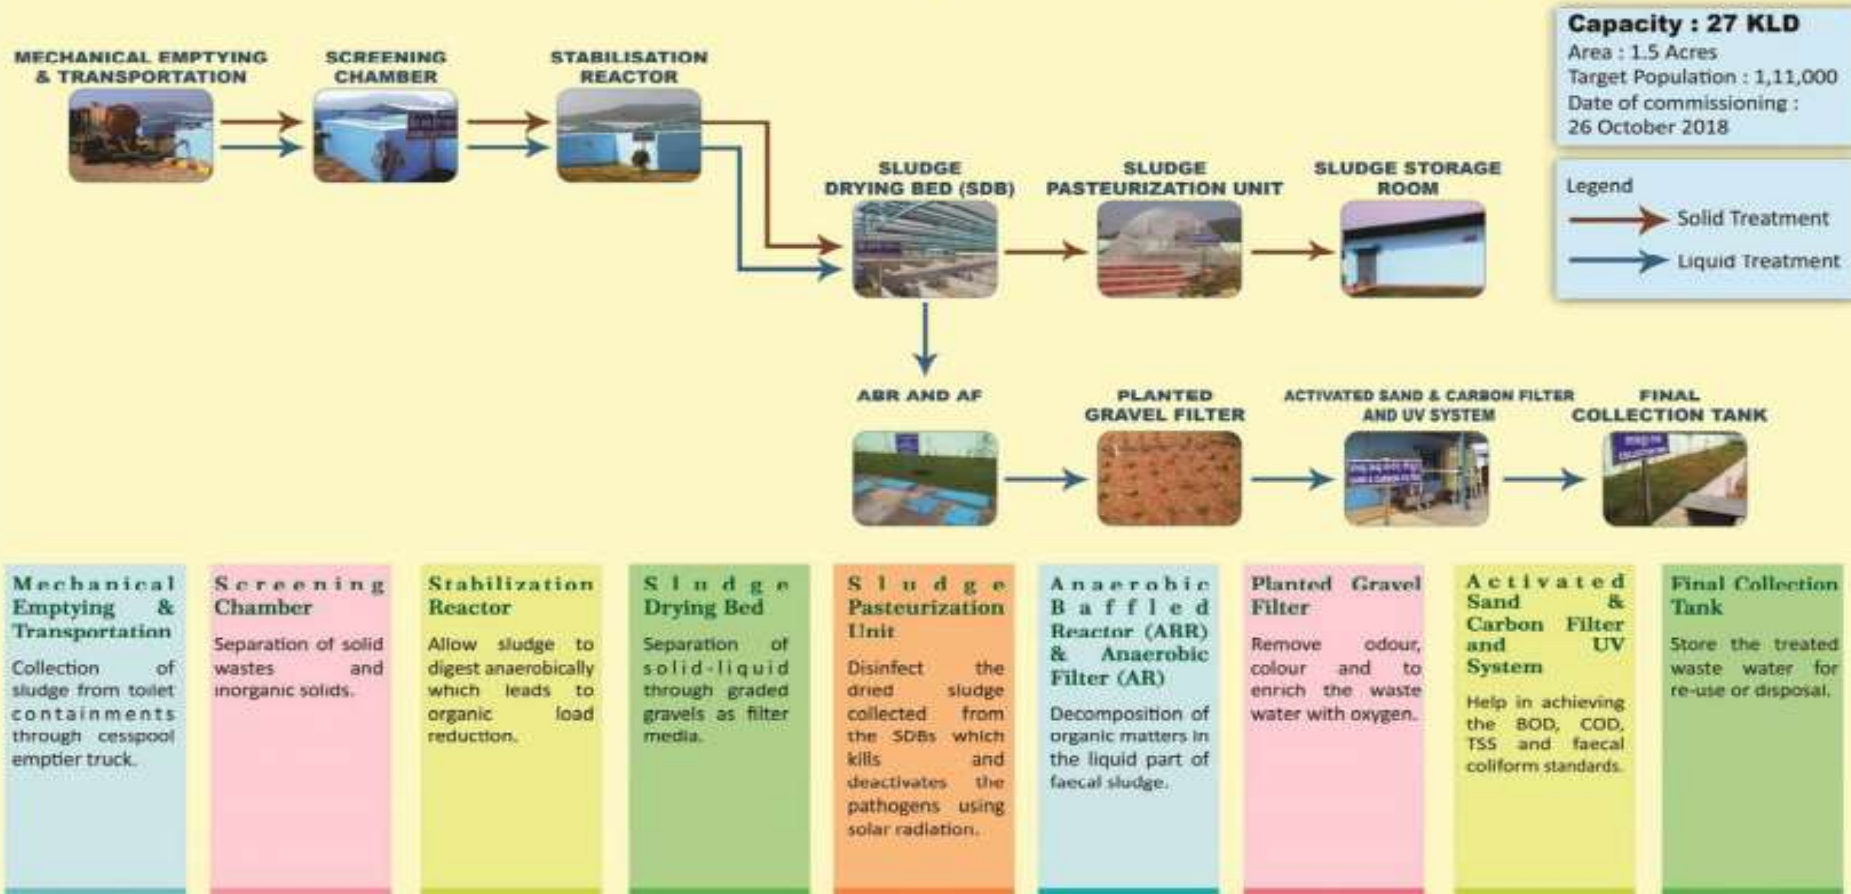 Capacity : 27 KLD
Area : 1.5 Acres
Target Population : 1,11,000
Date of commissioning :
26 October 2018
MECHANICAL EMPTYING
& TRANSPORTATION
SCREENING
CHAMBER
STABILISATION
REACTOR
SLUDGE
DRYING BED (SDB)
SLUDGE
PASTEURIZATION UNIT
SLUDGE STORAGE
ROOM
Legend
Solid Treatment
Liquid Treatment
ABR AND AF
PLANTED
GRAVEL FILTER
ACTIVATED SAND & CARBON FILTER
AND UV SYSTEM
FINAL
COLLECTION TANK
Mechanical
Emptying &
Transportation
Collection of
sludge from toilet
containments
through cesspool
emptier truck.
Screening
Chamber
Separation of solid
wastes and
inorganic solids.
Stabilization
Reactor
Allow sludge to
digest anaerobically
which leads to
organic load
reduction.
Sludge
Drying Bed
Separation of
solid-liquid
through graded
gravels as filter
media.
Sludge
Pasteurization
Unit
Disinfect the
dried sludge
collected from
the SDBs which
kills and
deactivates the
pathogens using
solar radiation.
Anaerobic
Baffled
Reactor (ABR)
& Anaerobic
Filter (AR)
Decomposition of
organic matters in
the liquid part of
faecal sludge.
Planted Gravel
Filter
Remove odour,
colour and to
enrich the waste
water with oxygen.
Activated
Sand &
Carbon Filter
and UV
System
Help in achieving
the BOD, COD,
TSS and faecal
coliform standards.
Final Collection
Tank
Store the treated
waste water for
re-use or disposal.